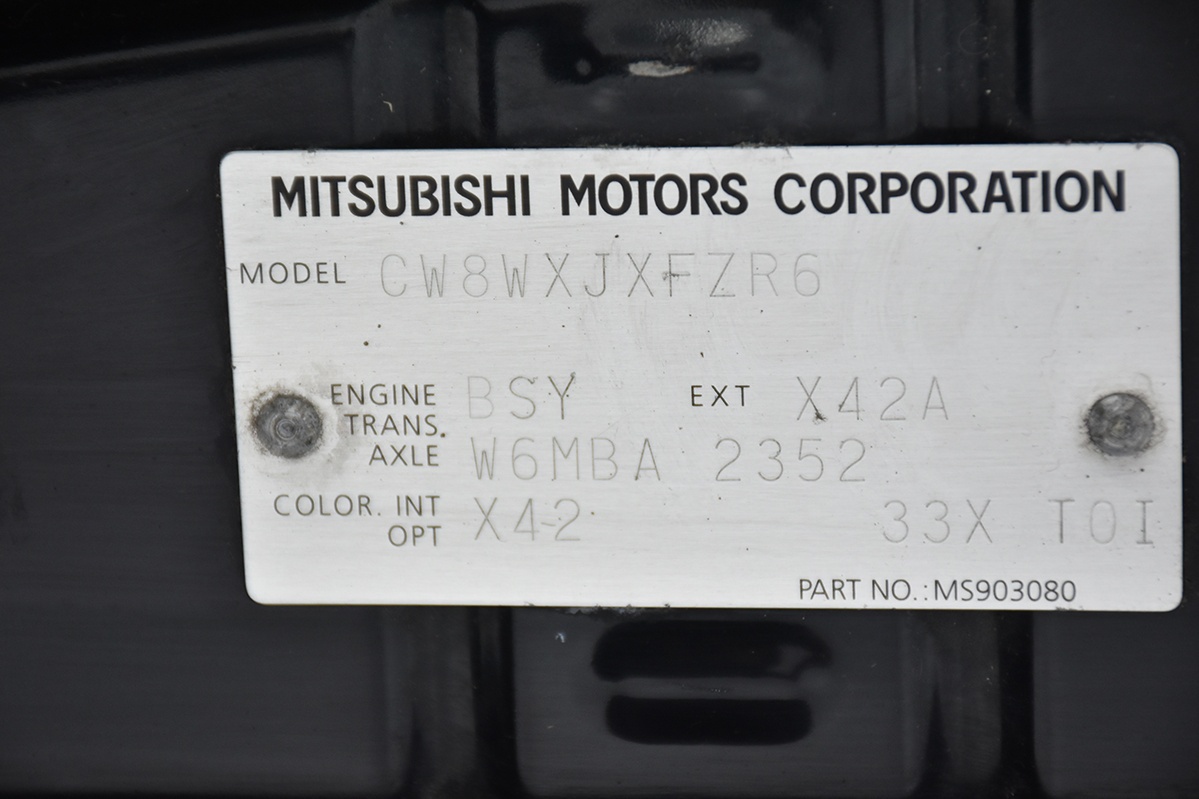 MITSUBISHI MOTORS CORPORATION
MODEL CW8WXJXFZR6
ENGINE BSY EXT X42A
TRANS.
AXLE W6MBA 2352
COLOR. INT X42 33X T0I
OPT
PART NO.:MS903080